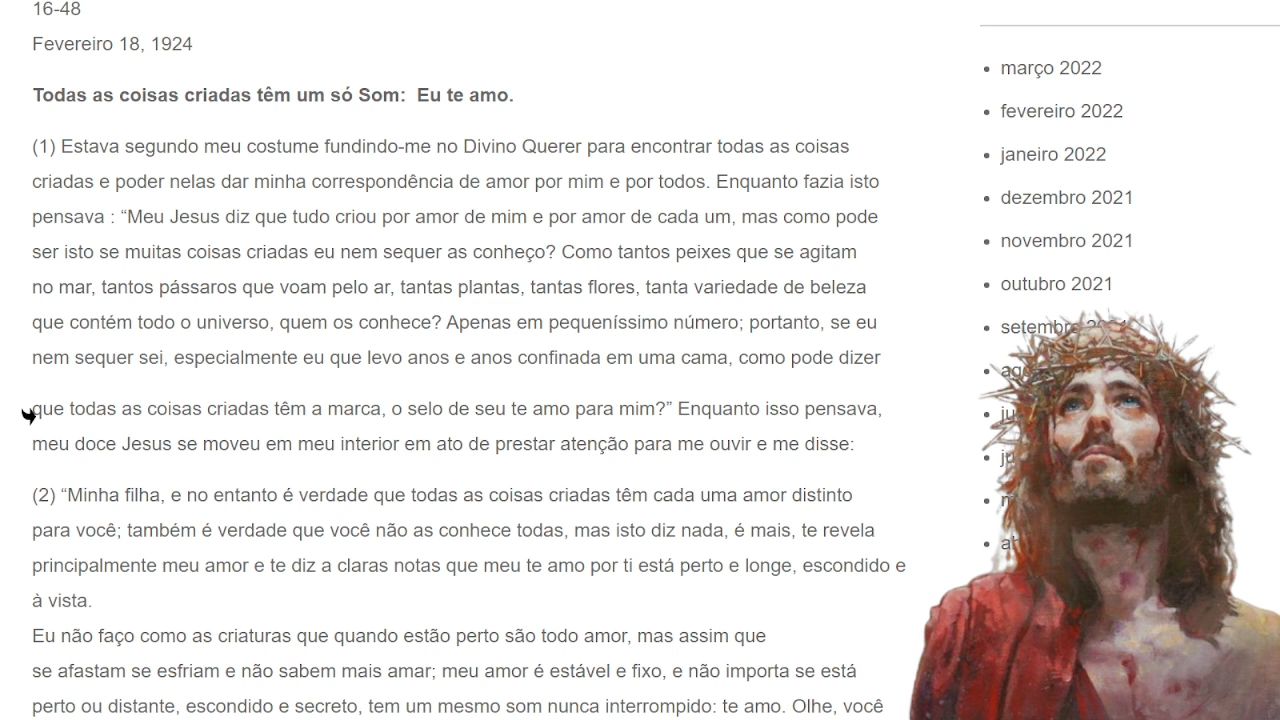 16-48
Fevereiro 18, 1924
Todas as coisas criadas têm um só Som:  Eu te amo.
(1) Estava segundo meu costume fundindo-me no Divino Querer para encontrar todas as coisas
criadas e poder nelas dar minha correspondência de amor por mim e por todos. Enquanto fazia isto
pensava : “Meu Jesus diz que tudo criou por amor de mim e por amor de cada um, mas como pode
ser isto se muitas coisas criadas eu nem sequer as conheço? Como tantos peixes que se agitam
no mar, tantos pássaros que voam pelo ar, tantas plantas, tantas flores, tanta variedade de beleza
que contém todo o universo, quem os conhece? Apenas em pequeníssimo número; portanto, se eu
nem sequer sei, especialmente eu que levo anos e anos confinada em uma cama, como pode dizer
que todas as coisas criadas têm a marca, o selo de seu te amo para mim?” Enquanto isso pensava,
meu doce Jesus se moveu em meu interior em ato de prestar atenção para me ouvir e me disse:
(2) “Minha filha, e no entanto é verdade que todas as coisas criadas têm cada uma amor distinto
para você; também é verdade que você não as conhece todas, mas isto diz nada, é mais, te revela
principalmente meu amor e te diz a claras notas que meu te amo por ti está perto e longe, escondido e
à vista.
Eu não faço como as criaturas que quando estão perto são todo amor, mas assim que
se afastam se esfriam e não sabem mais amar; meu amor é estável e fixo, e não importa se está
perto ou distante, escondido e secreto, tem um mesmo som nunca interrompido: te amo. Olhe, você
março 2022
fevereiro 2022
janeiro 2022
dezembro 2021
novembro 2021
outubro 2021
setembro 2021